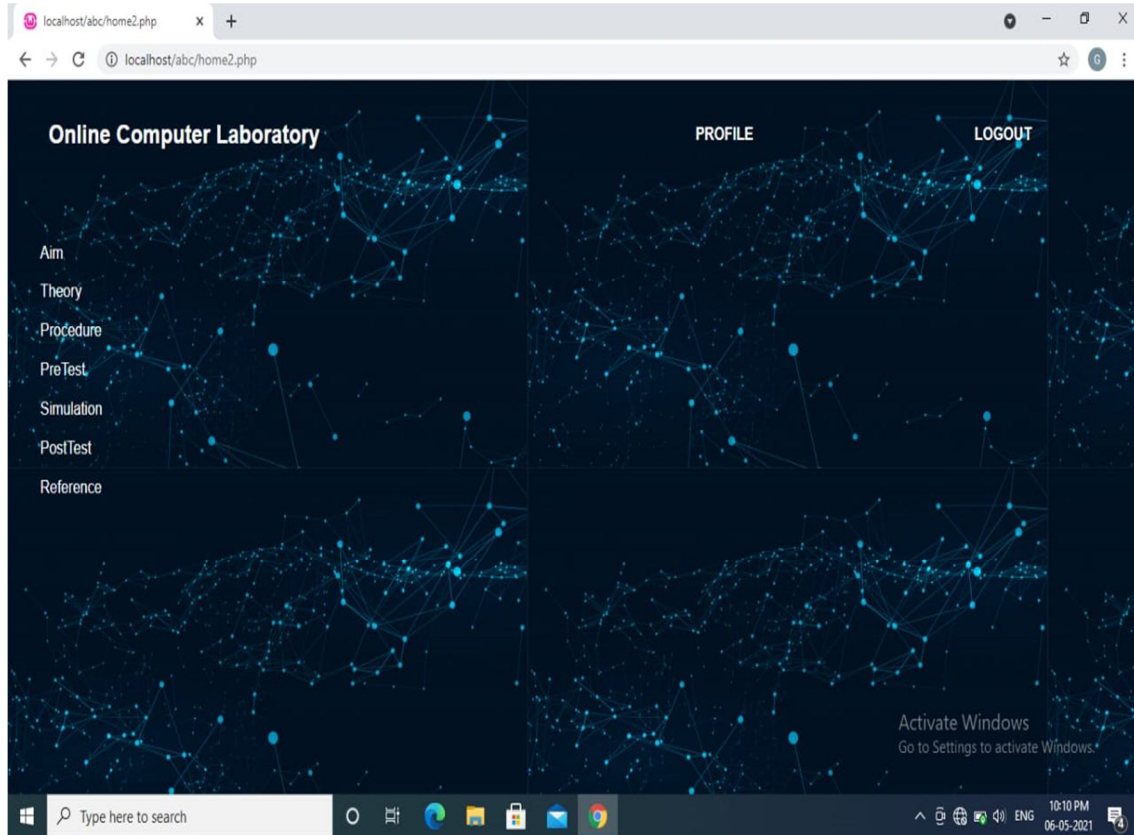 localhost/abc/home2.php
localhost/abc/home2.php
G
Online Computer Laboratory
PROFILE
LOGOUT
Aim
Theory
Procedure
PreTest
Simulation
PostTest
Reference
Activate Windows
Go to Settings to activate Windows.
Type here to search
ENG
10:10 PM
06-05-2021
4